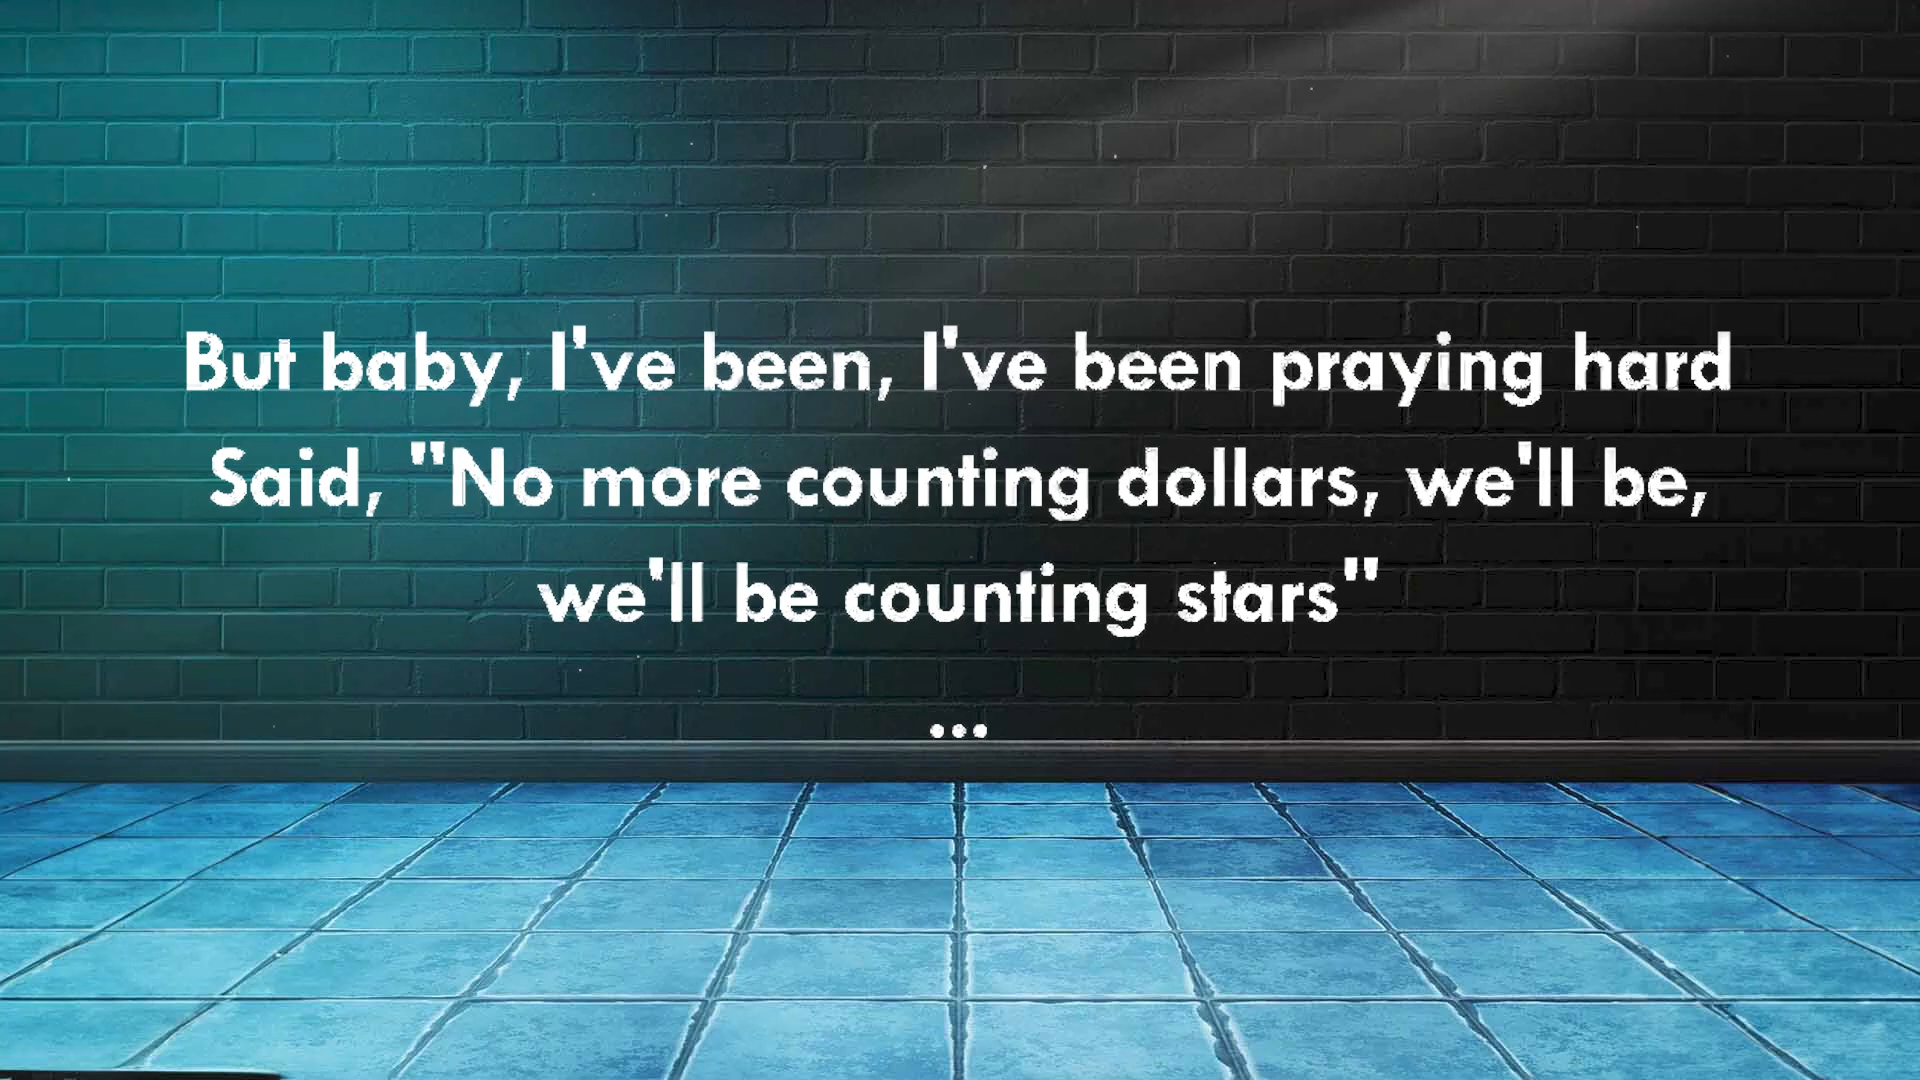 But baby, I've been, I've been praying hard
Said, "No more counting dollars, we'll be,
we'll be counting stars"
...